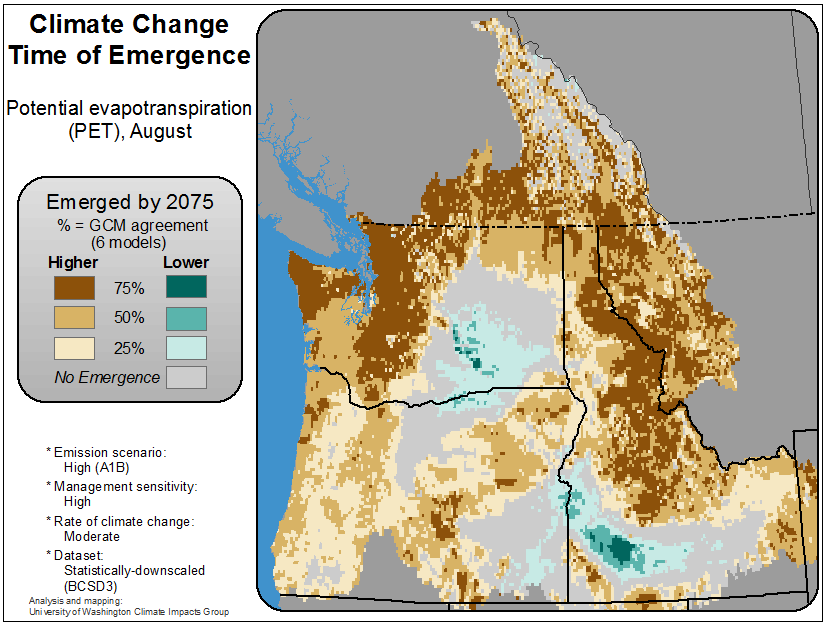 Climate Change
Time of Emergence
Potential evapotranspiration
(PET), August
Emerged by 2075
% = GCM agreement
(6 models)
Higher Lower
75%
50%
25%
No Emergence
* Emission scenario:
High (A1B)
* Management sensitivity:
High
* Rate of climate change:
Moderate
* Dataset:
Statistically-downscaled
(BCSD3)
Analysis and mapping:
University of Washington Climate Impacts Group